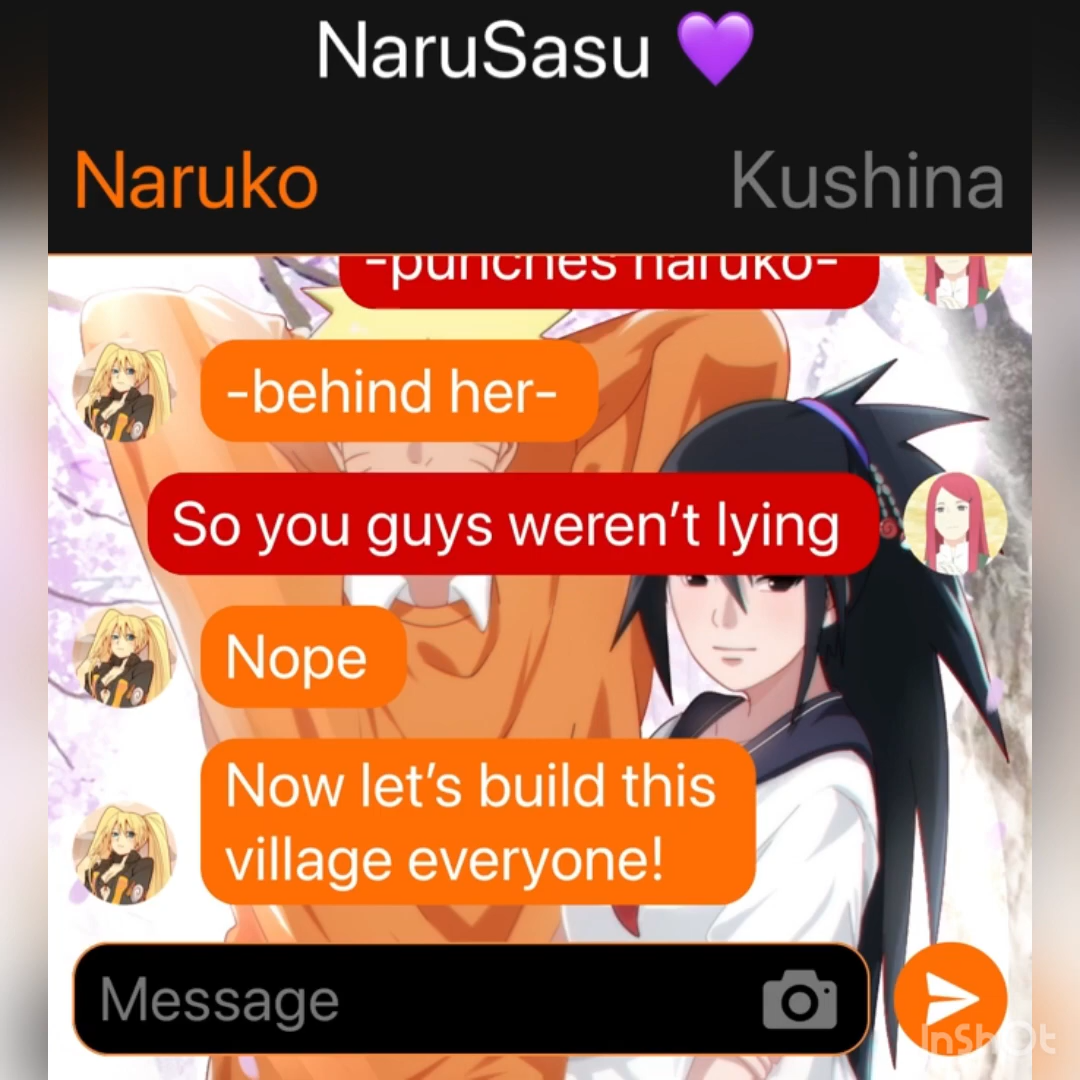 NaruSasu 💜
Naruko
Kushina
-punches naruko-
-behind her-
So you guys weren’t lying
Nope
Now let’s build this
village everyone!
Message
InShOt